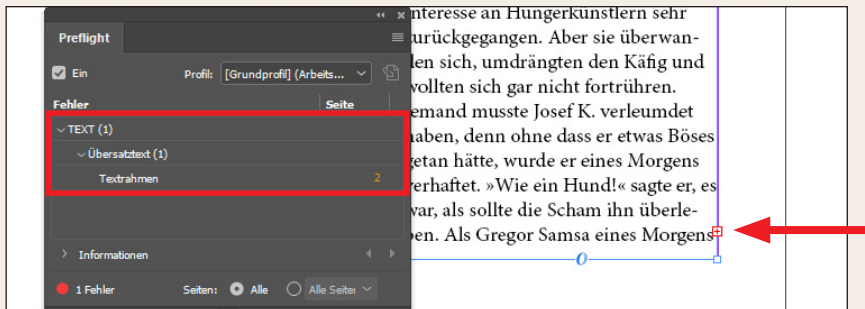 Preflight
Ein
Profil: [Grundprofil] (Arbeits...
Fehler Seite
TEXT (1)
Übersatztext (1)
Textrahmen 2
Informationen
1 Fehler Seiten: Alle Alle Seiten
nteresse an Hungerkünstlern sehr
urückgegangen. Aber sie überwan-
den sich, umdrängten den Käfig und
wollten sich gar nicht fortrühren.
emand musste Josef K. verleumdet
haben, denn ohne dass er etwas Böses
getan hätte, wurde er eines Morgens
verhaftet. »Wie ein Hund!« sagte er, es
war, als sollte die Scham ihn überle-
ben. Als Gregor Samsa eines Morgens